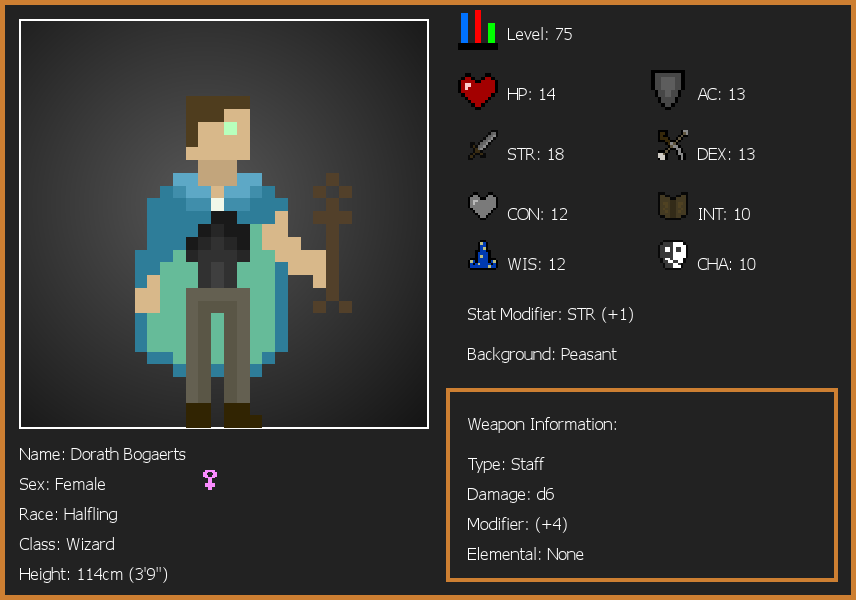 Level: 75
HP: 14
AC: 13
STR: 18
DEX: 13
CON: 12
INT: 10
WIS: 12
CHA: 10
Stat Modifier: STR (+1)
Background: Peasant
Weapon Information:
Type: Staff
Damage: d6
Modifier: (+4)
Elemental: None
Name: Dorath Bogaerts
Sex: Female
Race: Halfling
Class: Wizard
Height: 114cm (3'9")